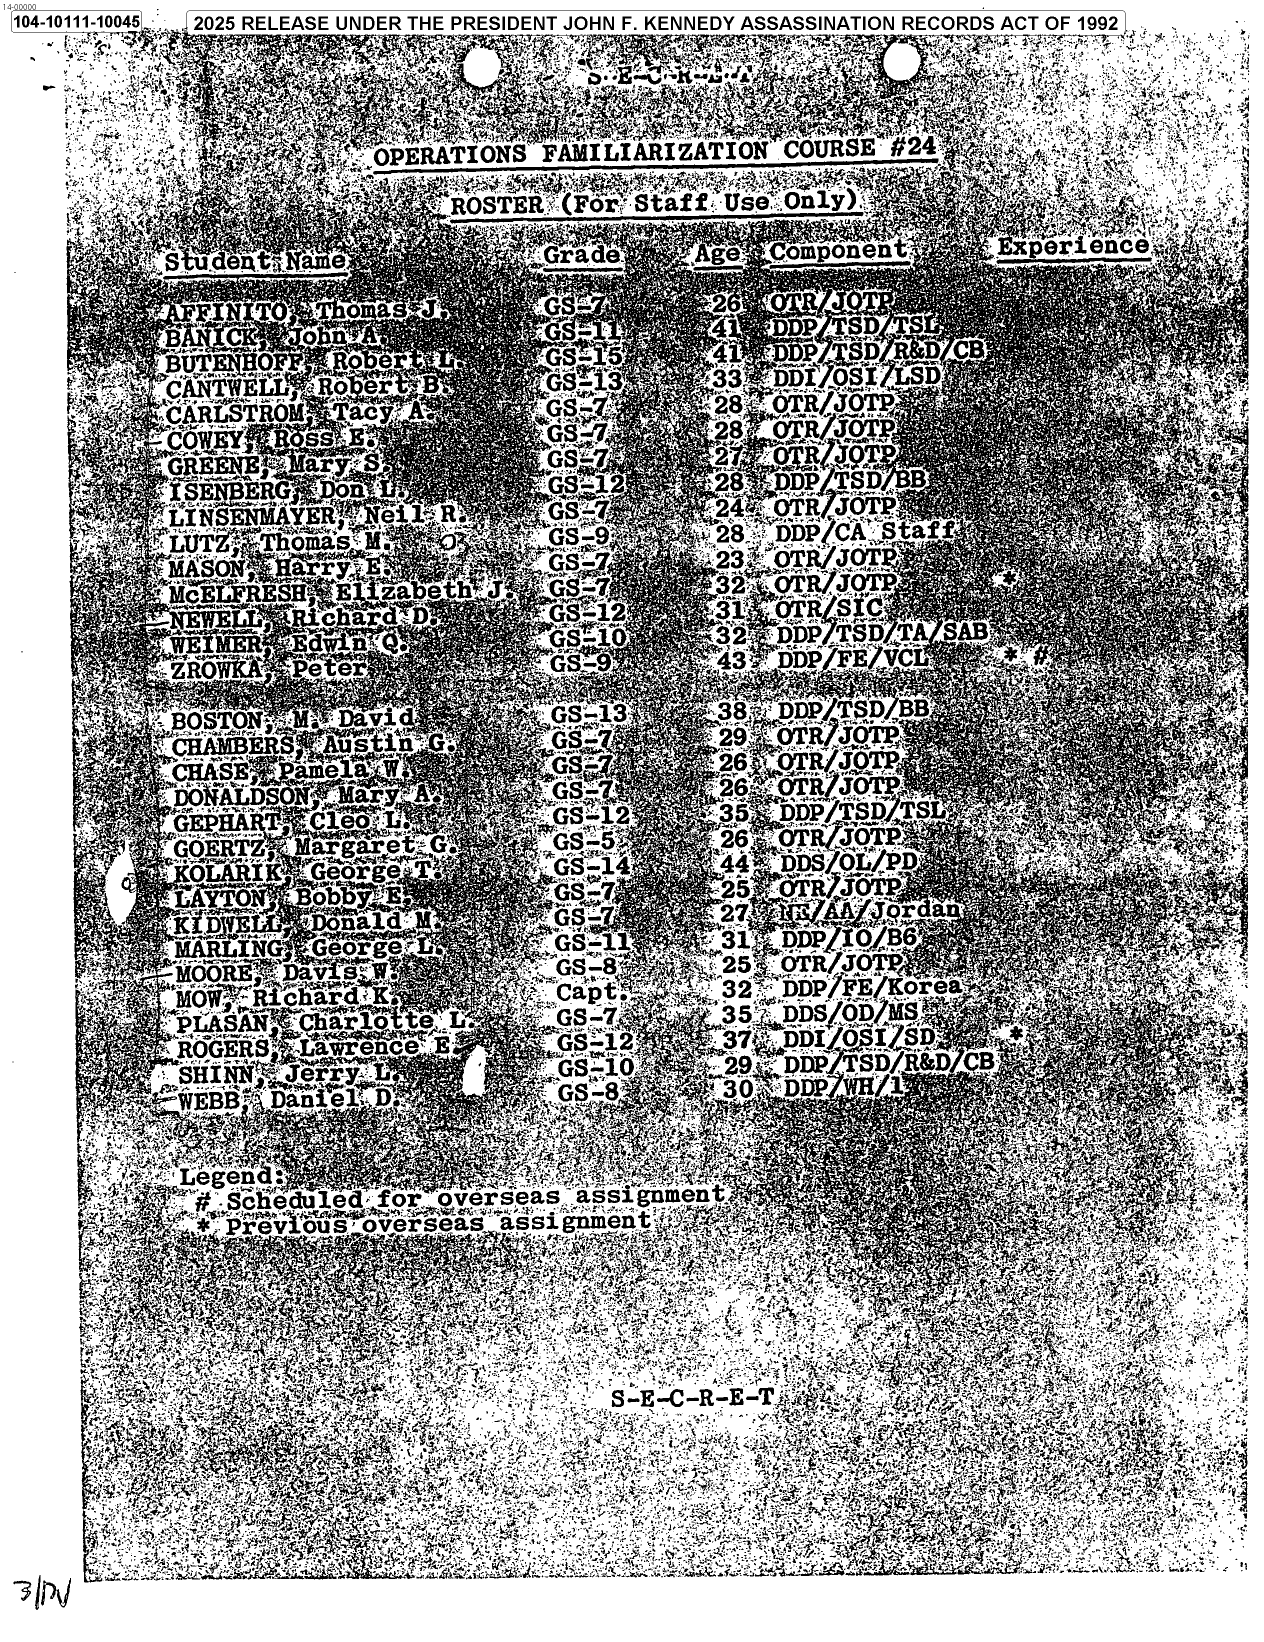 14-00000
104-10111-10045
2025 RELEASE UNDER THE PRESIDENT JOHN F. KENNEDY ASSASSINATION RECORDS ACT OF 1992
S-E-C-R-E-T
OPERATIONS FAMILIARIZATION COURSE #24
ROSTER (For Staff Use Only)
Student Name Grade Age Component Experience
AFFINITO, Thomas J. GS-7 26 OTR/JOTP
BANICK, John A. GS-11 41 DDP/TSD/TSL
BUTENHOFF, Robert L. GS-15 41 DDP/TSD/R&D/CB
CANTWELL, Robert B. GS-13 33 DDI/OSI/LSD
CARLSTROM, Tacy A. GS-7 28 OTR/JOTP
COWEY, Ross E. GS-7 28 OTR/JOTP
GREENE, Mary S. GS-7 27 OTR/JOTP
ISENBERG, Don L. GS-12 28 DDP/TSD/BB
LINSENMAYER, Neil R. GS-7 24 OTR/JOTP
LUTZ, Thomas M. 03 GS-9 28 DDP/CA Staff
MASON, Harry E. GS-7 23 OTR/JOTP
McELFRESH, Elizabeth J. GS-7 32 OTR/JOTP *
NEWELL, Richard D. GS-12 31 OTR/SIC
WEIMER, Edwin Q. GS-10 32 DDP/TSD/TA/SAB
ZROWKA, Peter GS-9 43 DDP/FE/VCL * #
BOSTON, M. David GS-13 38 DDP/TSD/BB
CHAMBERS, Austin G. GS-7 29 OTR/JOTP
CHASE, Pamela W. GS-7 26 OTR/JOTP
DONALDSON, Mary A. GS-7 26 OTR/JOTP
GEPHART, Cleo L. GS-12 35 DDP/TSD/TSL
GOERTZ, Margaret G. GS-5 26 OTR/JOTP
KOLARIK, George T. GS-14 44 DDS/OL/PD
LAYTON, Bobby E. GS-7 25 OTR/JOTP
KIDWELL, Donald M. GS-7 27 NE/AA/Jordan
MARLING, George L. GS-11 31 DDP/IO/B6
MOORE, Davis W. GS-8 25 OTR/JOTP
MOW, Richard K. Capt. 32 DDP/FE/Korea
PLASAN, Charlotte L. GS-7 35 DDS/OD/MS
ROGERS, Lawrence E. GS-12 37 DDI/OSI/SD *
SHINN, Jerry L. GS-10 29 DDP/TSD/R&D/CB
WEBB, Daniel D. GS-8 30 DDP/WH/1
03
Legend:
# Scheduled for overseas assignment
* Previous overseas assignment
S-E-C-R-E-T